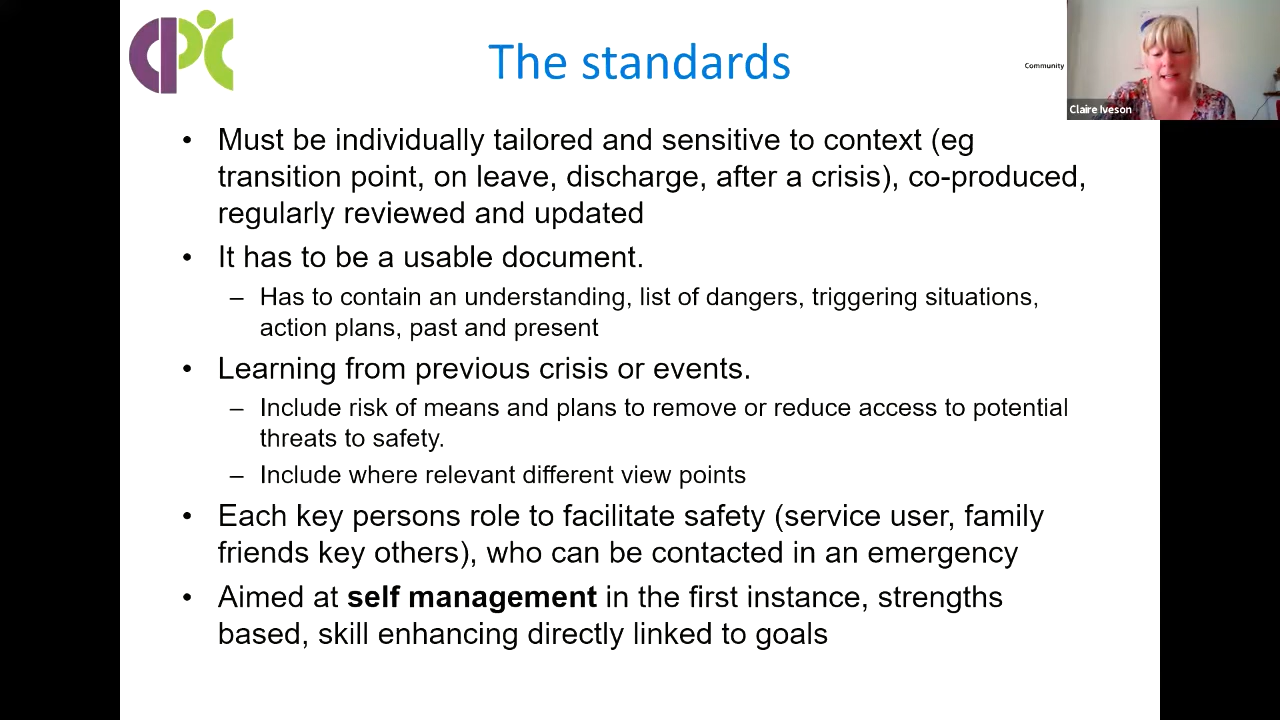 CPIC
The standards
Community
Claire Iveson
• Must be individually tailored and sensitive to context (eg
transition point, on leave, discharge, after a crisis), co-produced,
regularly reviewed and updated
• It has to be a usable document.
– Has to contain an understanding, list of dangers, triggering situations,
action plans, past and present
• Learning from previous crisis or events.
– Include risk of means and plans to remove or reduce access to potential
threats to safety.
– Include where relevant different view points
• Each key persons role to facilitate safety (service user, family
friends key others), who can be contacted in an emergency
• Aimed at self management in the first instance, strengths
based, skill enhancing directly linked to goals